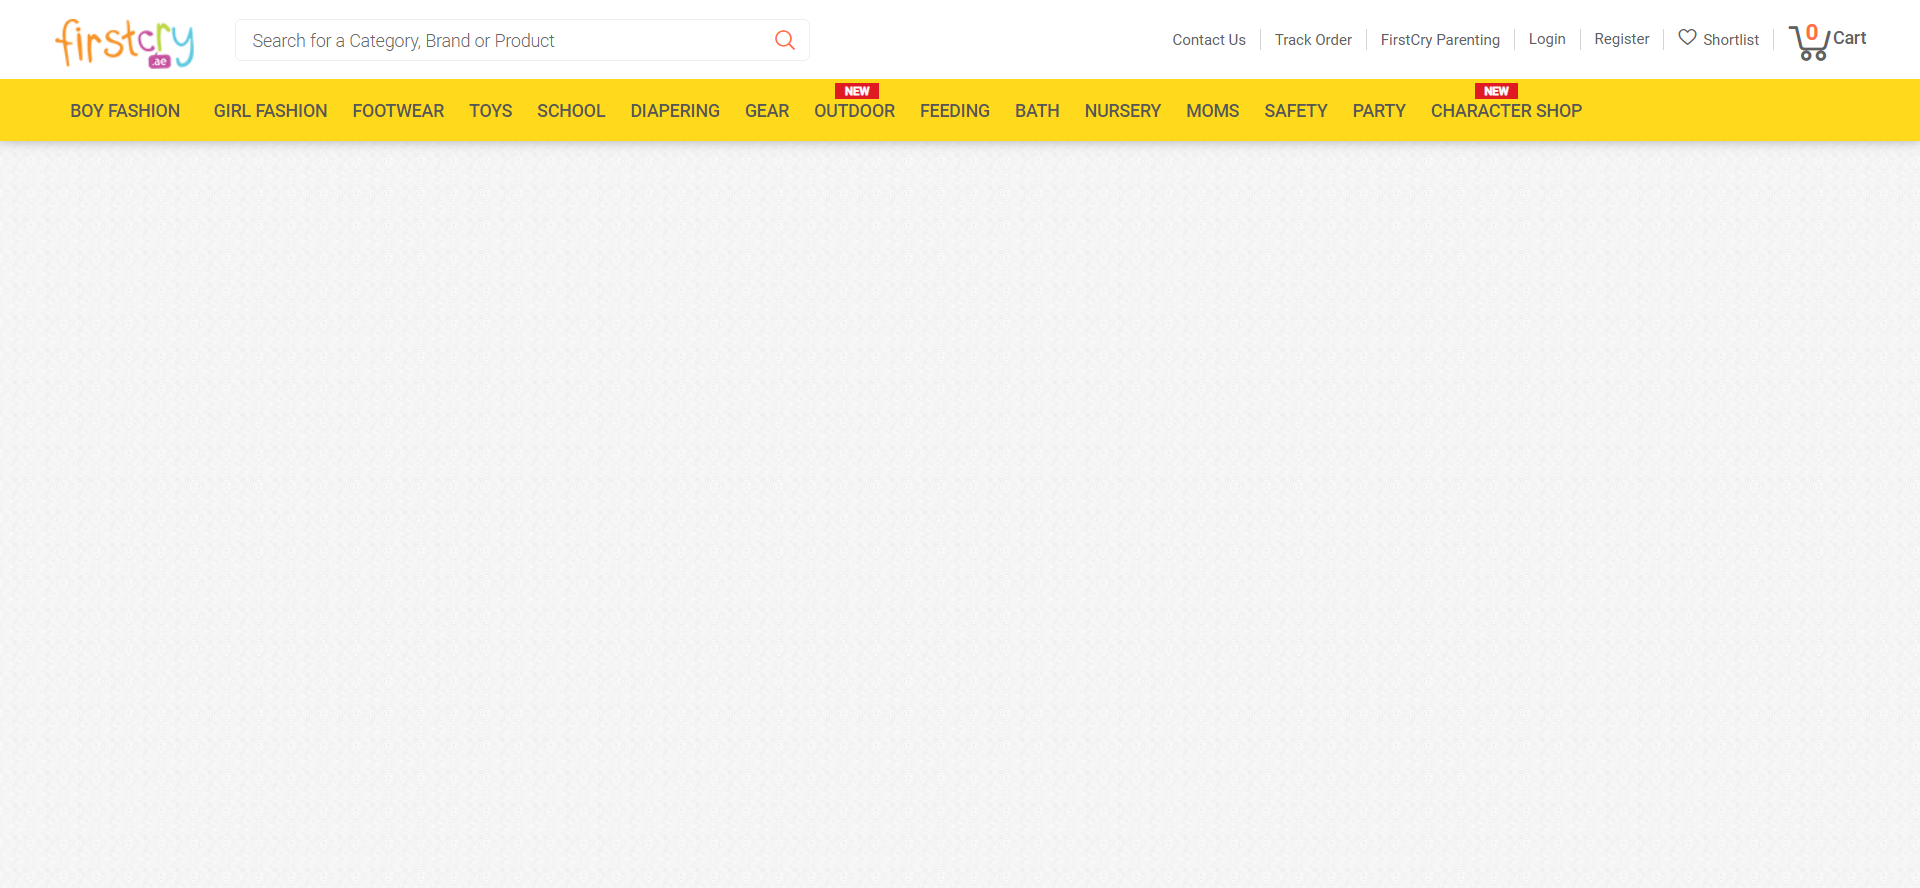 firstcry
.ae
Search for a Category, Brand or Product
Contact Us
Track Order
FirstCry Parenting
Login
Register
Shortlist
0
Cart
BOY FASHION
GIRL FASHION
FOOTWEAR
TOYS
SCHOOL
DIAPERING
GEAR
NEW
OUTDOOR
FEEDING
BATH
NURSERY
MOMS
SAFETY
PARTY
NEW
CHARACTER SHOP